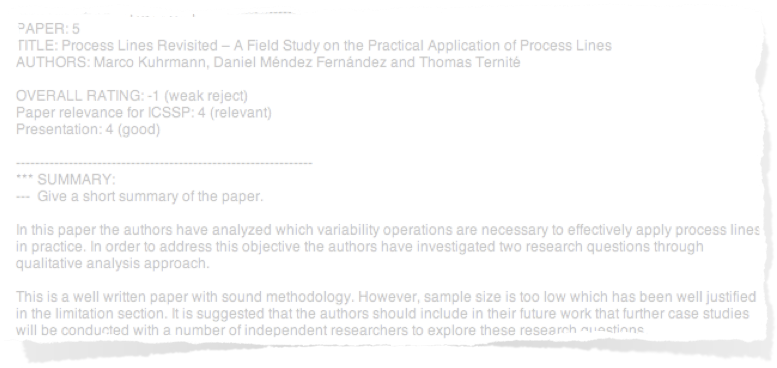 PAPER: 5
TITLE: Process Lines Revisited – A Field Study on the Practical Application of Process Lines
AUTHORS: Marco Kuhrmann, Daniel Méndez Fernández and Thomas Ternité
OVERALL RATING: -1 (weak reject)
Paper relevance for ICSSP: 4 (relevant)
Presentation: 4 (good)
--------------------------------------------------------------
*** SUMMARY:
--- Give a short summary of the paper.
In this paper the authors have analyzed which variability operations are necessary to effectively apply process lines
in practice. In order to address this objective the authors have investigated two research questions through
qualitative analysis approach.
This is a well written paper with sound methodology. However, sample size is too low which has been well justified
in the limitation section. It is suggested that the authors should include in their future work that further case studies
will be conducted with a number of independent researchers to explore these research questions